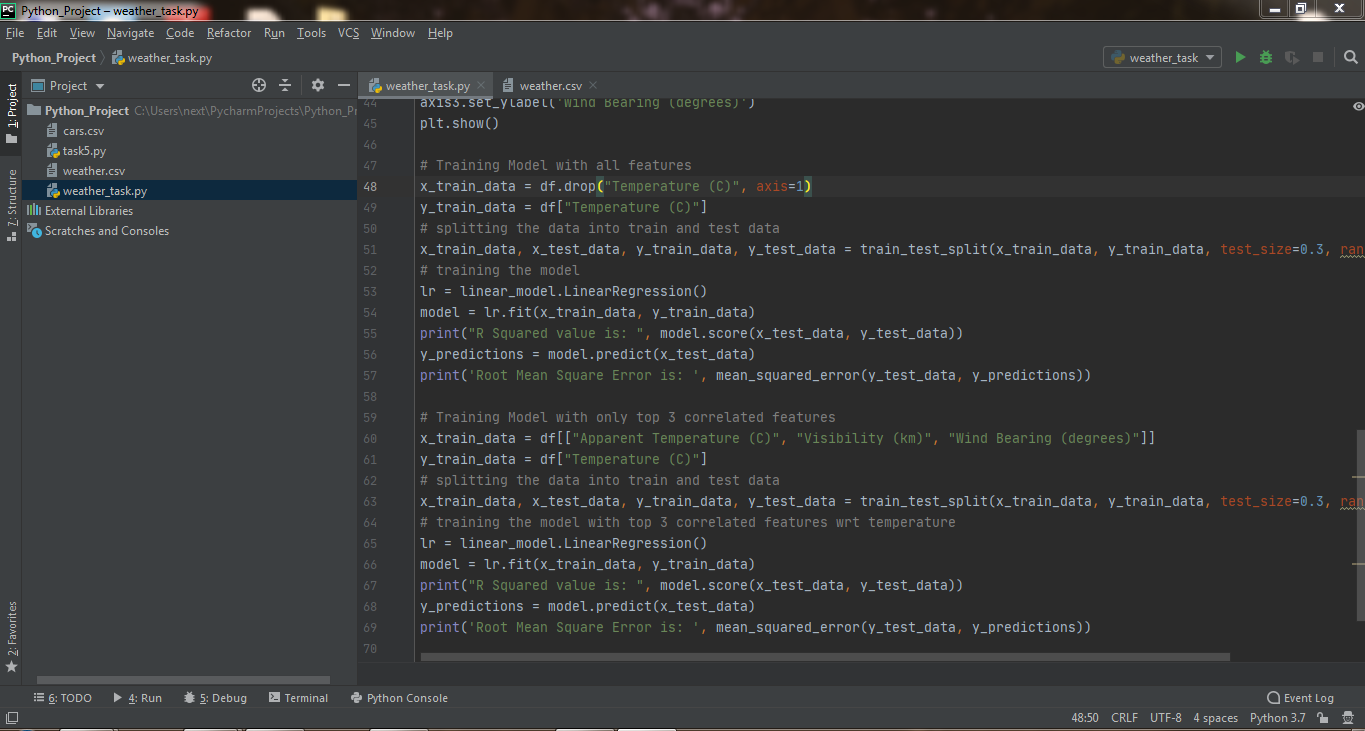 PC Python_Project – weather_task.py
File Edit View Navigate Code Refactor Run Tools VCS Window Help
Python_Project weather_task.py weather_task
1: Project
7: Structure
2: Favorites
Project
Python_Project C:\Users\next\PycharmProjects\Python_Pr
cars.csv
task5.py
weather.csv
weather_task.py
External Libraries
Scratches and Consoles
weather_task.py weather.csv
44 axis3.set_ylabel('Wind Bearing (degrees)')
45 plt.show()
46
47 # Training Model with all features
48 x_train_data = df.drop("Temperature (C)", axis=1)
49 y_train_data = df["Temperature (C)"]
50 # splitting the data into train and test data
51 x_train_data, x_test_data, y_train_data, y_test_data = train_test_split(x_train_data, y_train_data, test_size=0.3, ran
52 # training the model
53 lr = linear_model.LinearRegression()
54 model = lr.fit(x_train_data, y_train_data)
55 print("R Squared value is: ", model.score(x_test_data, y_test_data))
56 y_predictions = model.predict(x_test_data)
57 print('Root Mean Square Error is: ', mean_squared_error(y_test_data, y_predictions))
58
59 # Training Model with only top 3 correlated features
60 x_train_data = df[["Apparent Temperature (C)", "Visibility (km)", "Wind Bearing (degrees)"]]
61 y_train_data = df["Temperature (C)"]
62 # splitting the data into train and test data
63 x_train_data, x_test_data, y_train_data, y_test_data = train_test_split(x_train_data, y_train_data, test_size=0.3, ran
64 # training the model with top 3 correlated features wrt temperature
65 lr = linear_model.LinearRegression()
66 model = lr.fit(x_train_data, y_train_data)
67 print("R Squared value is: ", model.score(x_test_data, y_test_data))
68 y_predictions = model.predict(x_test_data)
69 print('Root Mean Square Error is: ', mean_squared_error(y_test_data, y_predictions))
70
6: TODO 4: Run 5: Debug Terminal Python Console Event Log
48:50 CRLF UTF-8 4 spaces Python 3.7